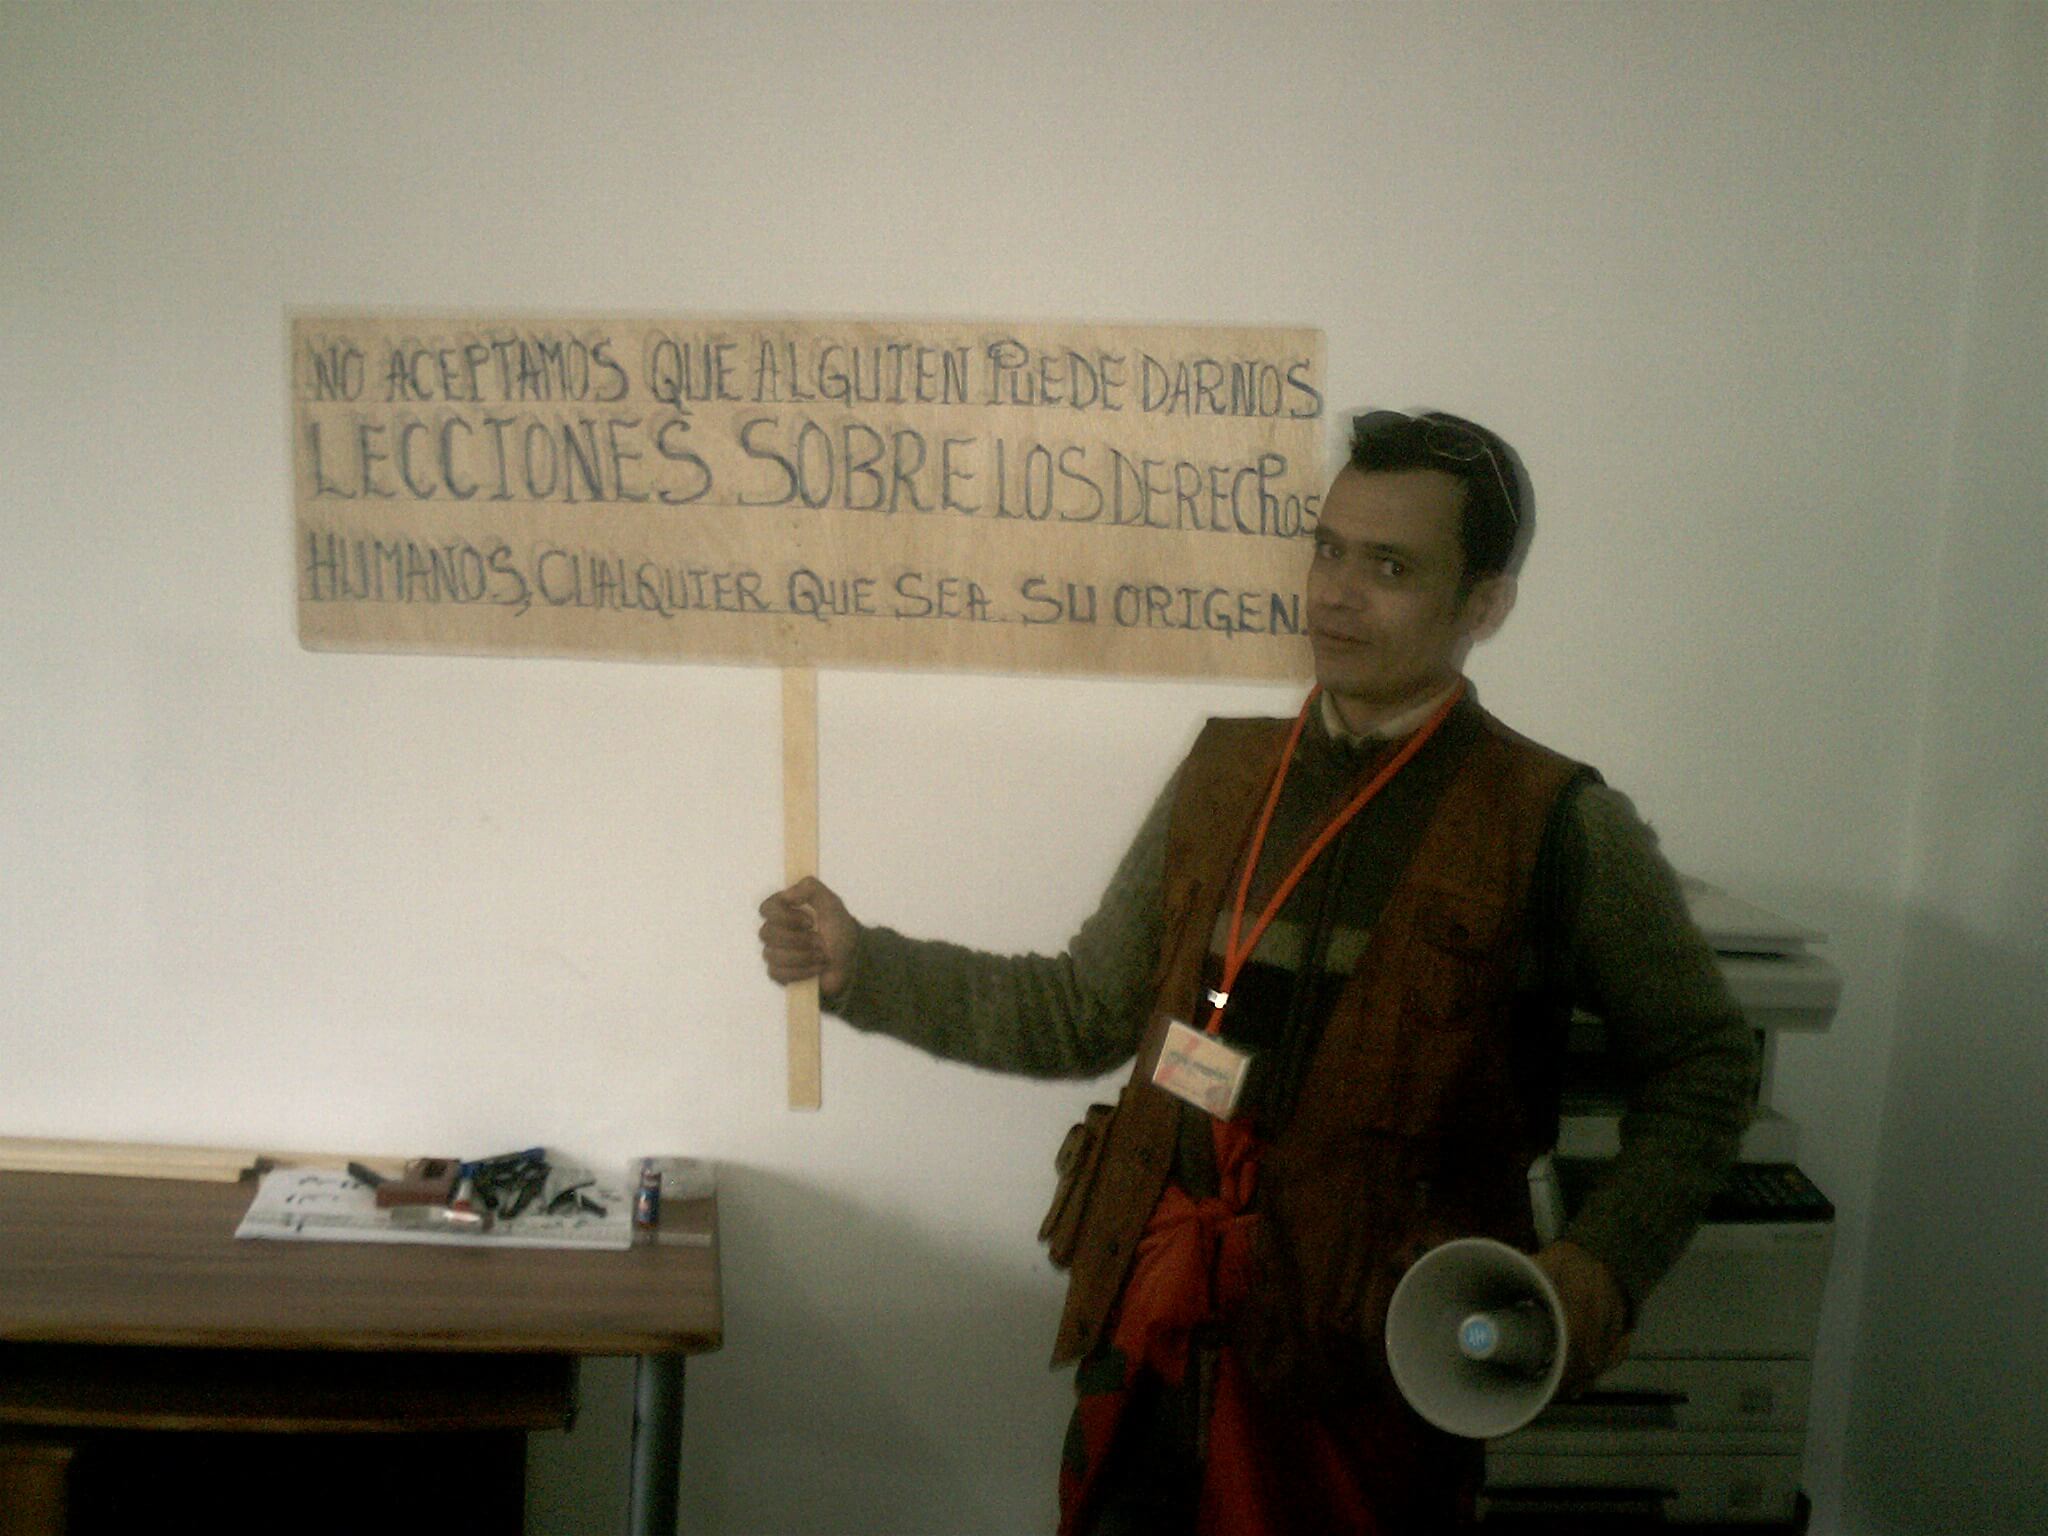 NO ACEPTAMOS QUE ALGUIEN PUEDE DARNOS
LECCIONES SOBRE LOS DERECHOS
HUMANOS, CUALQUIER QUE SEA SU ORIGEN.